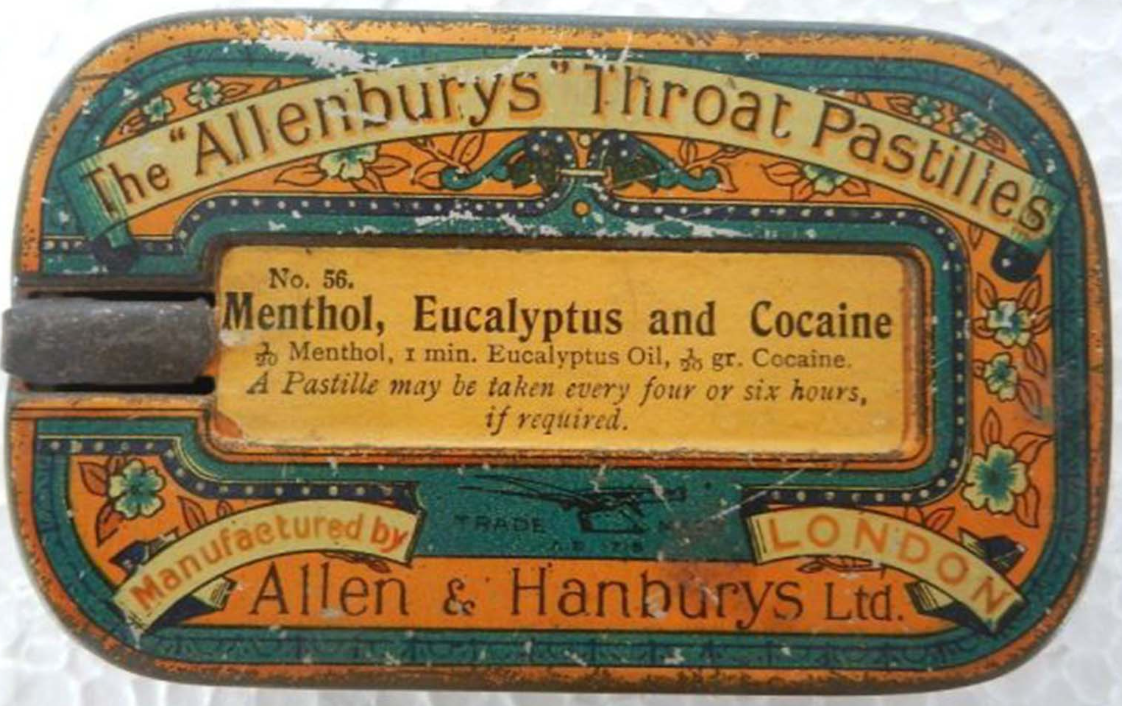 The "Allenburys" Throat Pastilles
No. 56.
Menthol, Eucalyptus and Cocaine
1/20 Menthol, 1 min. Eucalyptus Oil, 1/20 gr. Cocaine.
A Pastille may be taken every four or six hours,
if required.
TRADE
Manufactured by
LONDON
Allen & Hanburys Ltd.